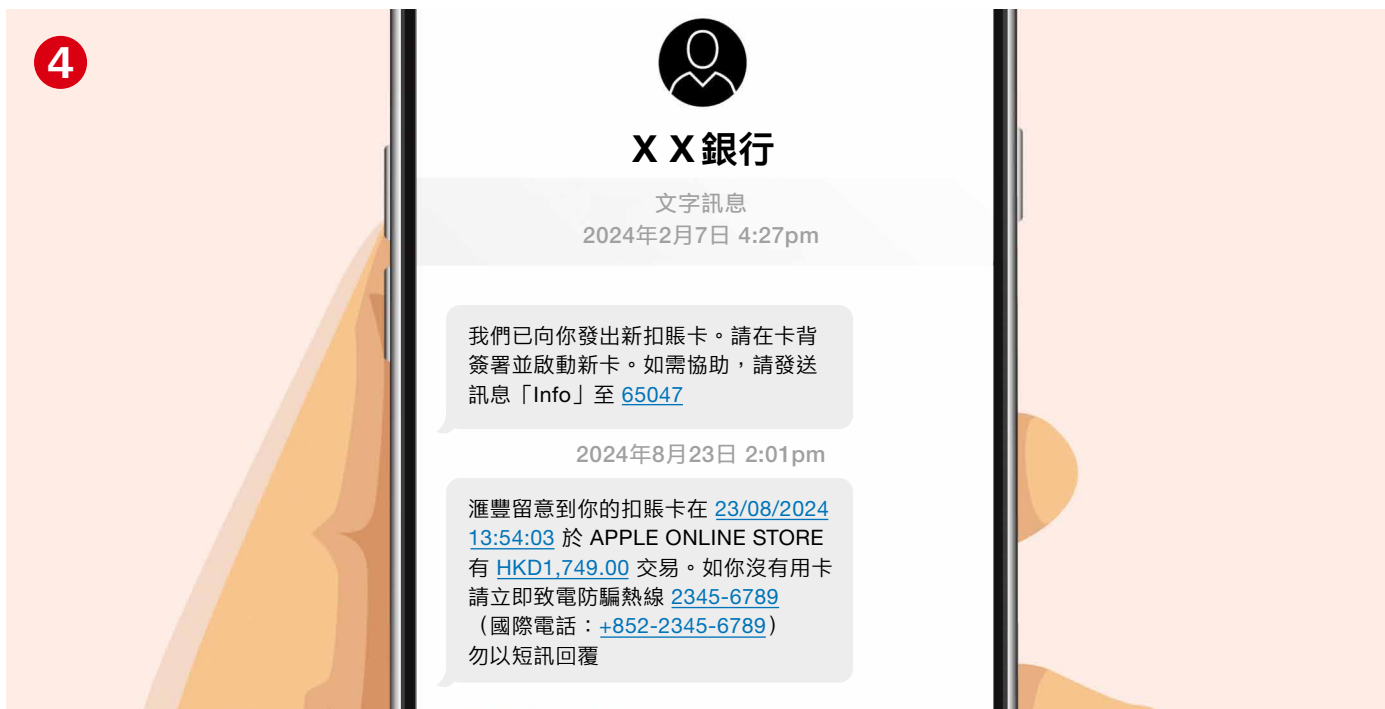 4
X X 銀行
文字訊息
2024年2月7日 4:27pm
我們已向你發出新扣賬卡。請在卡背
簽署並啟動新卡。如需協助,請發送
訊息「Info」至 65047
2024年8月23日 2:01pm
滙豐留意到你的扣賬卡在 23/08/2024
13:54:03 於 APPLE ONLINE STORE
有 HKD1,749.00 交易。如你沒有用卡
請立即致電防騙熱線 2345-6789
(國際電話:+852-2345-6789)
勿以短訊回覆